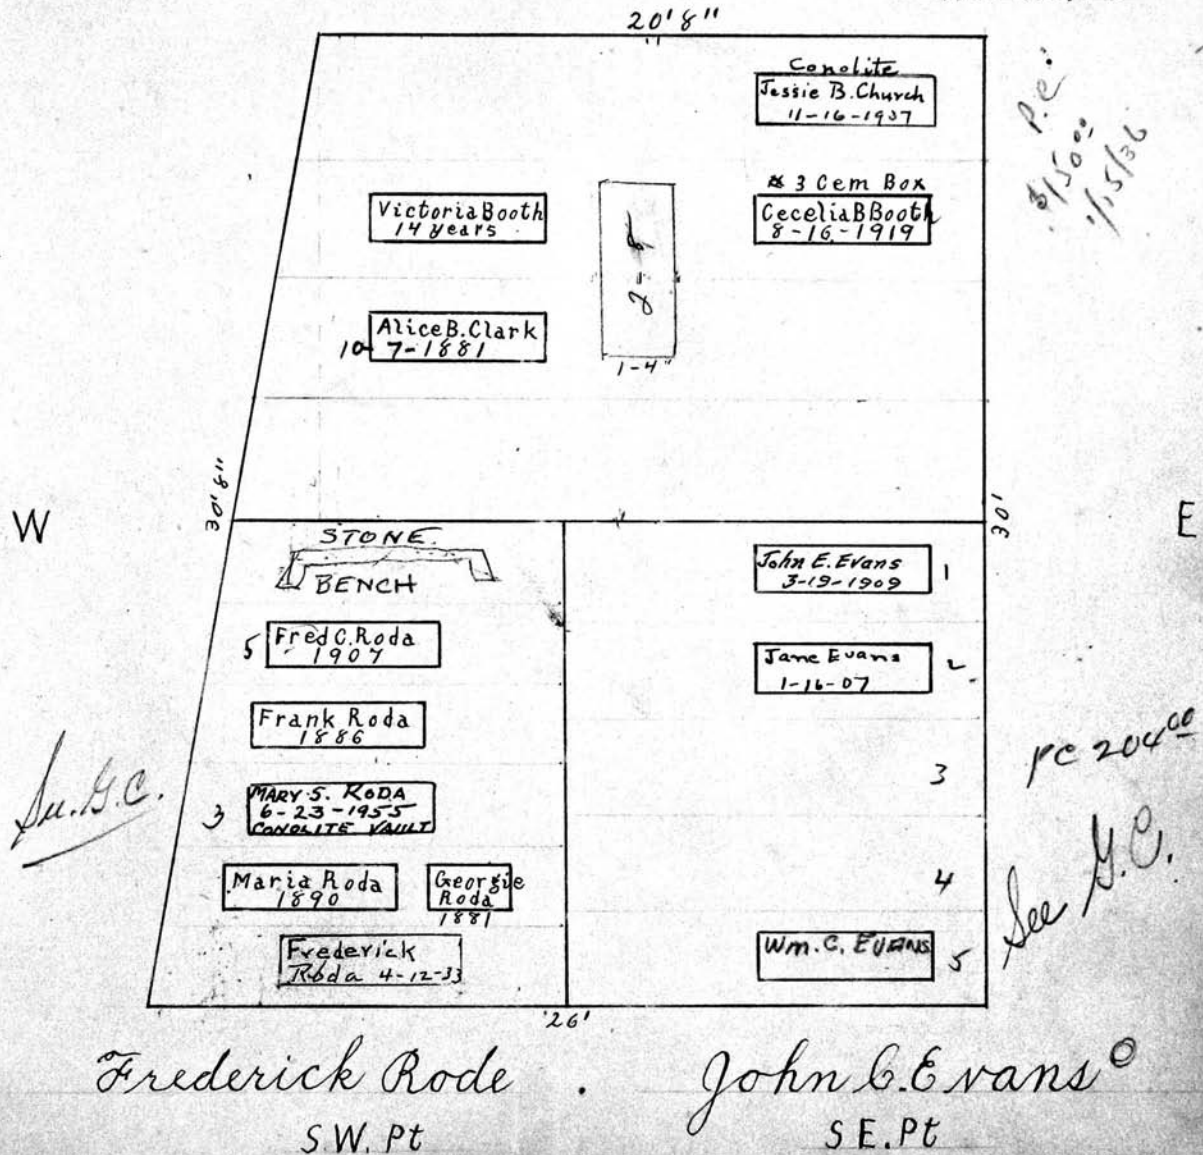 20'8"
Conolite
Jessie B. Church
11-16-1937
P.C.
$150.00
1/15/36
Victoria Booth
14 years
3 Cem Box
Cecelia B Booth
8-16-1919
Alice B. Clark
10- 7-1881
1-4"
30'8"
W
30'
E
STONE
BENCH
John E. Evans
3-19-1909
1
5
Fred C. Roda
1907
Jane Evans
1-16-07
2
Frank Roda
1886
3
PC 204.00
3
MARY S. RODA
6-23-1955
CONOLITE VAULT
G.C.
Maria Roda
1890
Georgie
Roda
1881
4
See G.C.
Frederick
Roda 4-12-33
Wm. C. EVANS
5
26'
Frederick Rode . John C. Evans
S.W. Pt
S E. Pt